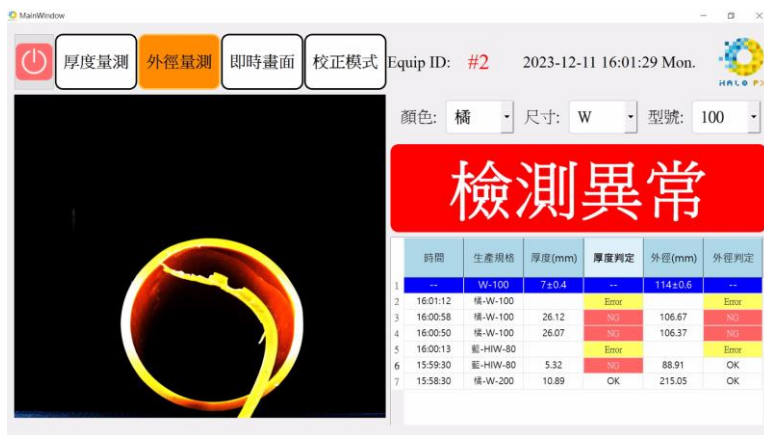 MainWindow
厚度量測 外徑量測 即時畫面 校正模式 Equip ID: #2 2023-12-11 16:01:29 Mon.
HALO PX
顏色: 橘 尺寸: W 型號: 100
檢測異常
時間 生產規格 厚度(mm) 厚度判定 外徑(mm) 外徑判定
1 -- W-100 7±0.4 -- 114±0.6 --
2 16:01:12 橘-W-100 Error Error
3 16:00:58 橘-W-100 26.12 NG 106.67 NG
4 16:00:50 橘-W-100 26.07 NG 106.37 NG
5 16:00:13 藍-HIW-80 Error Error
6 15:59:30 藍-HIW-80 5.32 NG 88.91 OK
7 15:58:30 橘-W-200 10.89 OK 215.05 OK